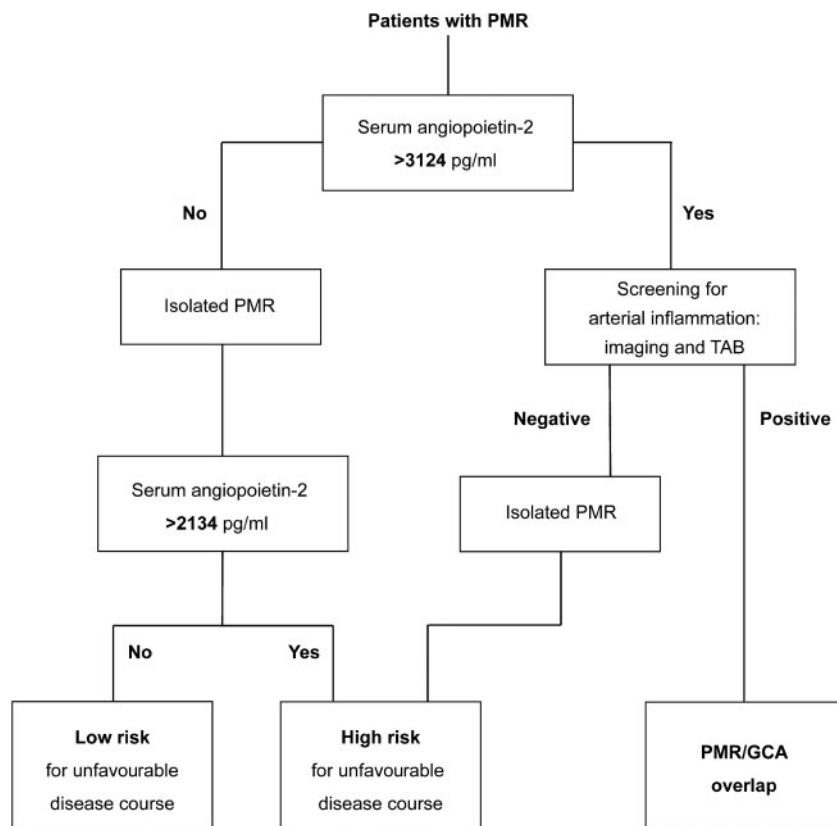 Patients with PMR
Serum angiopoietin-2
>3124 pg/ml
No
Yes
Isolated PMR
Screening for
arterial inflammation:
imaging and TAB
Negative
Positive
Serum angiopoietin-2
>2134 pg/ml
Isolated PMR
No
Yes
Low risk
for unfavourable
disease course
High risk
for unfavourable
disease course
PMR/GCA
overlap